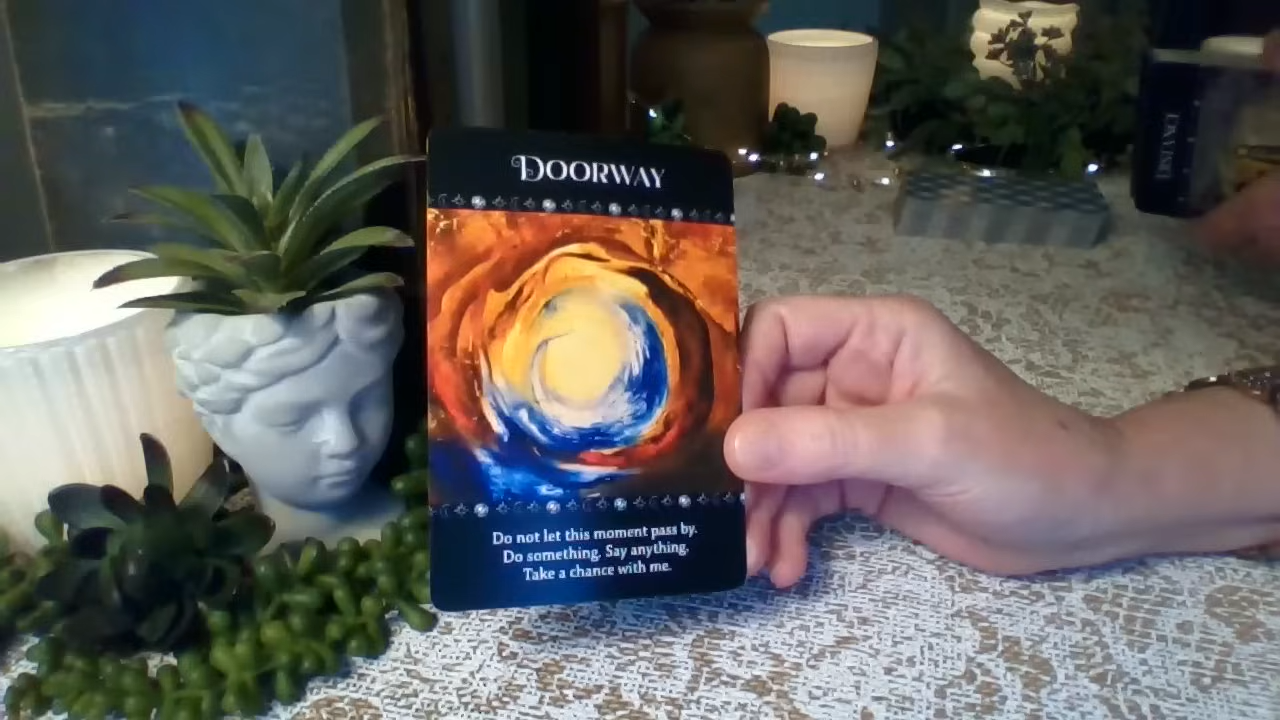 DOORWAY
Do not let this moment pass by.
Do something. Say anything,
Take a chance with me.